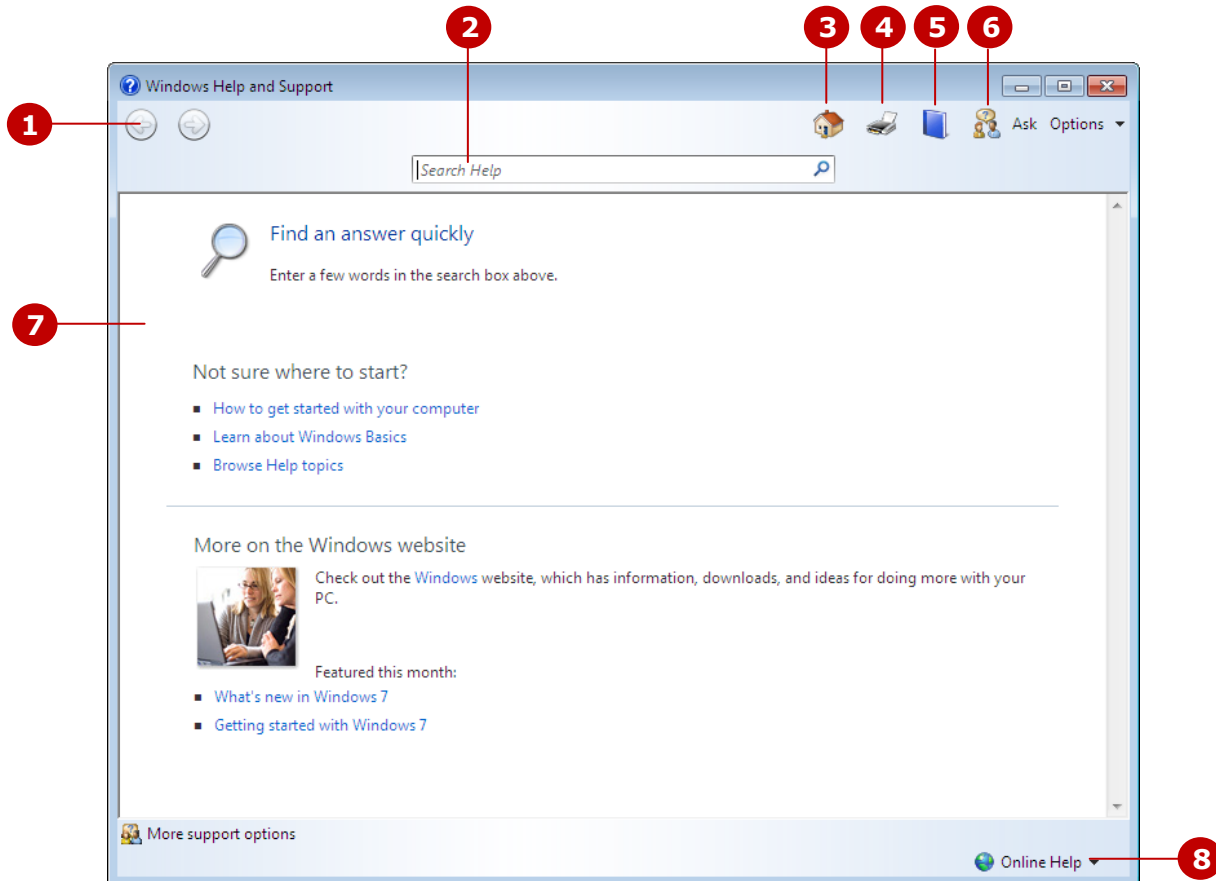 2 3 4 5 6
Windows Help and Support
1
Ask Options
Search Help
Find an answer quickly
Enter a few words in the search box above.
7
Not sure where to start?
How to get started with your computer
Learn about Windows Basics
Browse Help topics
More on the Windows website
Check out the Windows website, which has information, downloads, and ideas for doing more with your
PC.
Featured this month:
What's new in Windows 7
Getting started with Windows 7
More support options
Online Help
8